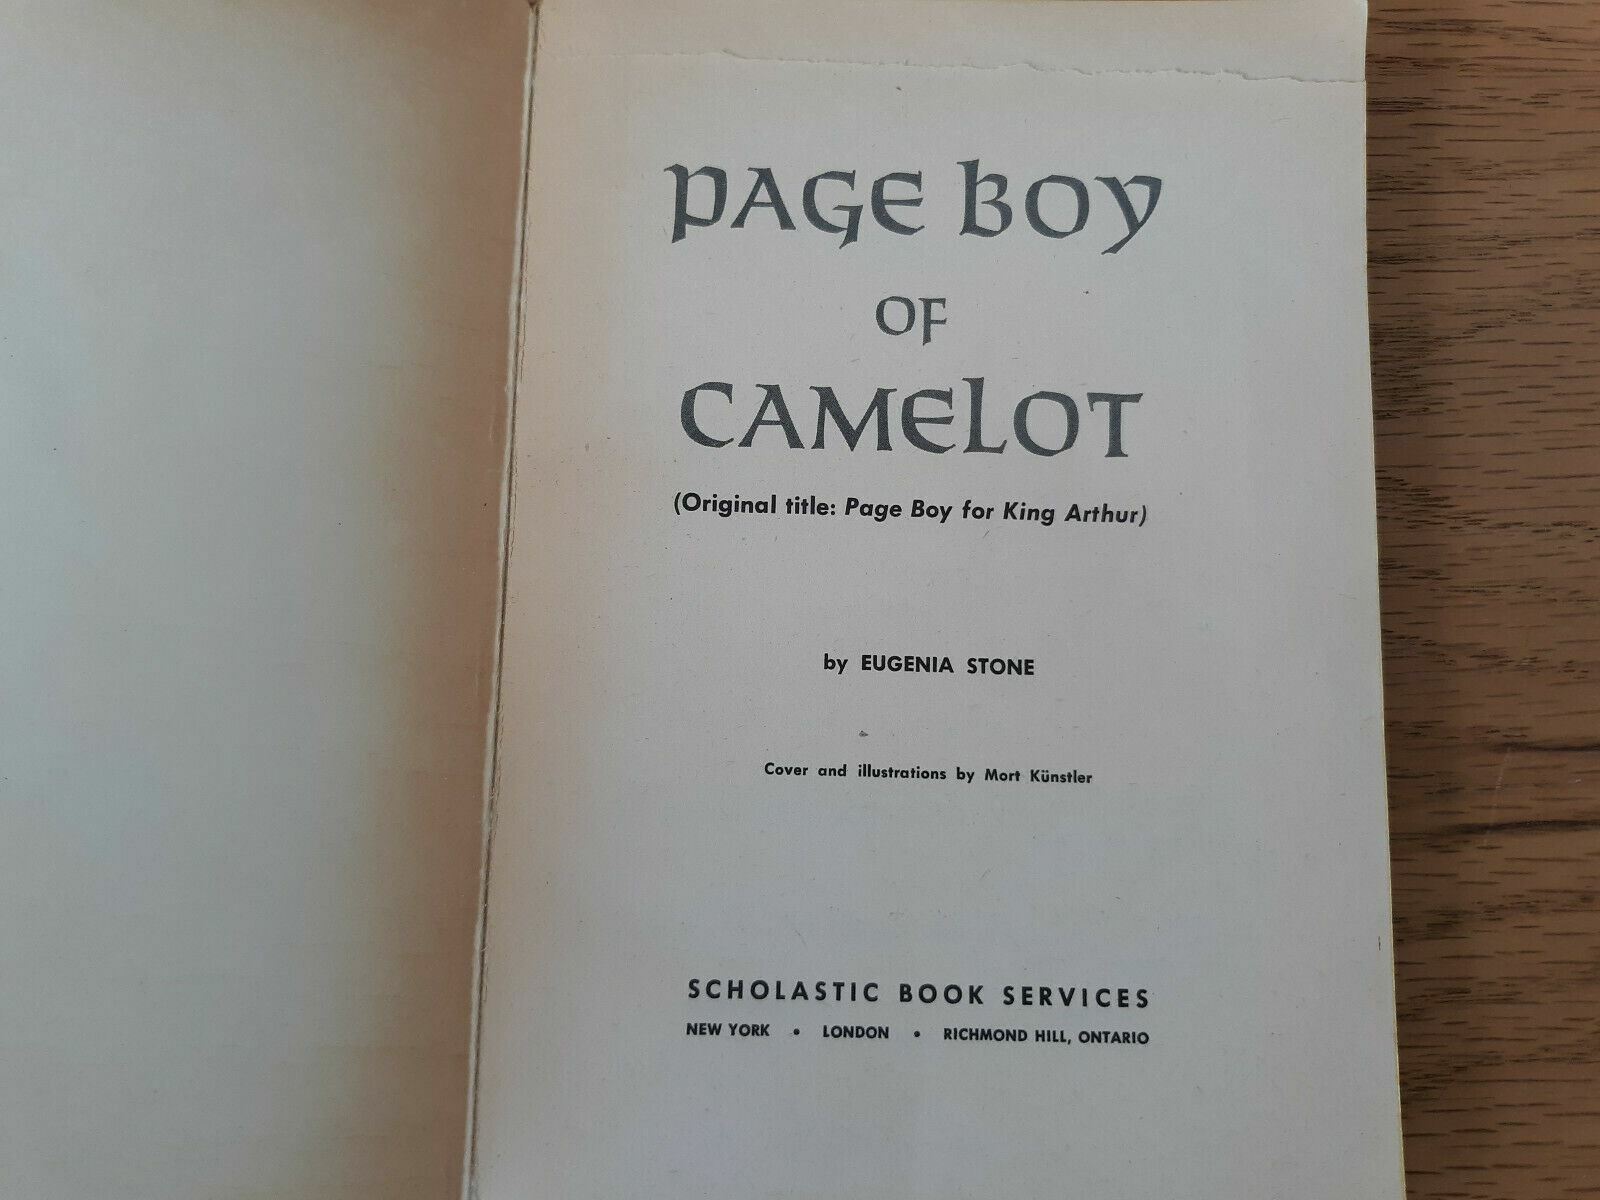 PAGE BOY
OF
CAMELOT
(Original title: Page Boy for King Arthur)
by EUGENIA STONE
Cover and illustrations by Mort Künstler
SCHOLASTIC BOOK SERVICES
NEW YORK • LONDON • RICHMOND HILL, ONTARIO